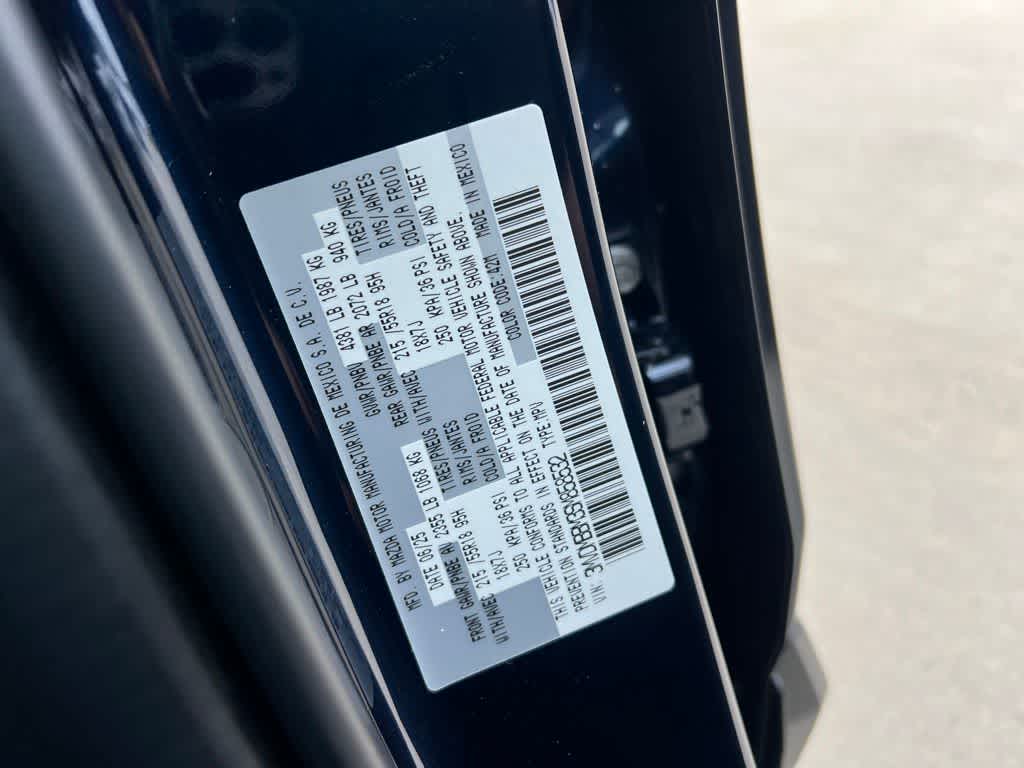 MFD. BY MAZDA MOTOR MANUFACTURING DE MEXICO S.A. DE C.V.
DATE 06/25 GVWR/PNBV 4381 LB 1987 KG
FRONT GAWR/PNBE AV 2355 LB 1068 KG REAR GAWR/PNBE AR 2072 LB 940 KG
WITH/AVEC 215/55R18 95H TIRES/PNEUS WITH/AVEC 215/55R18 95H TIRES/PNEUS
18X7J RIMS/JANTES 18X7J RIMS/JANTES
250 KPA/36 PSI COLD/A FROID 250 KPA/36 PSI COLD/A FROID
THIS VEHICLE CONFORMS TO ALL APPLICABLE FEDERAL MOTOR VEHICLE SAFETY AND THEFT
PREVENTION STANDARDS IN EFFECT ON THE DATE OF MANUFACTURE SHOWN ABOVE.
VIN: TYPE:MPV COLOR CODE:42M MADE IN MEXICO